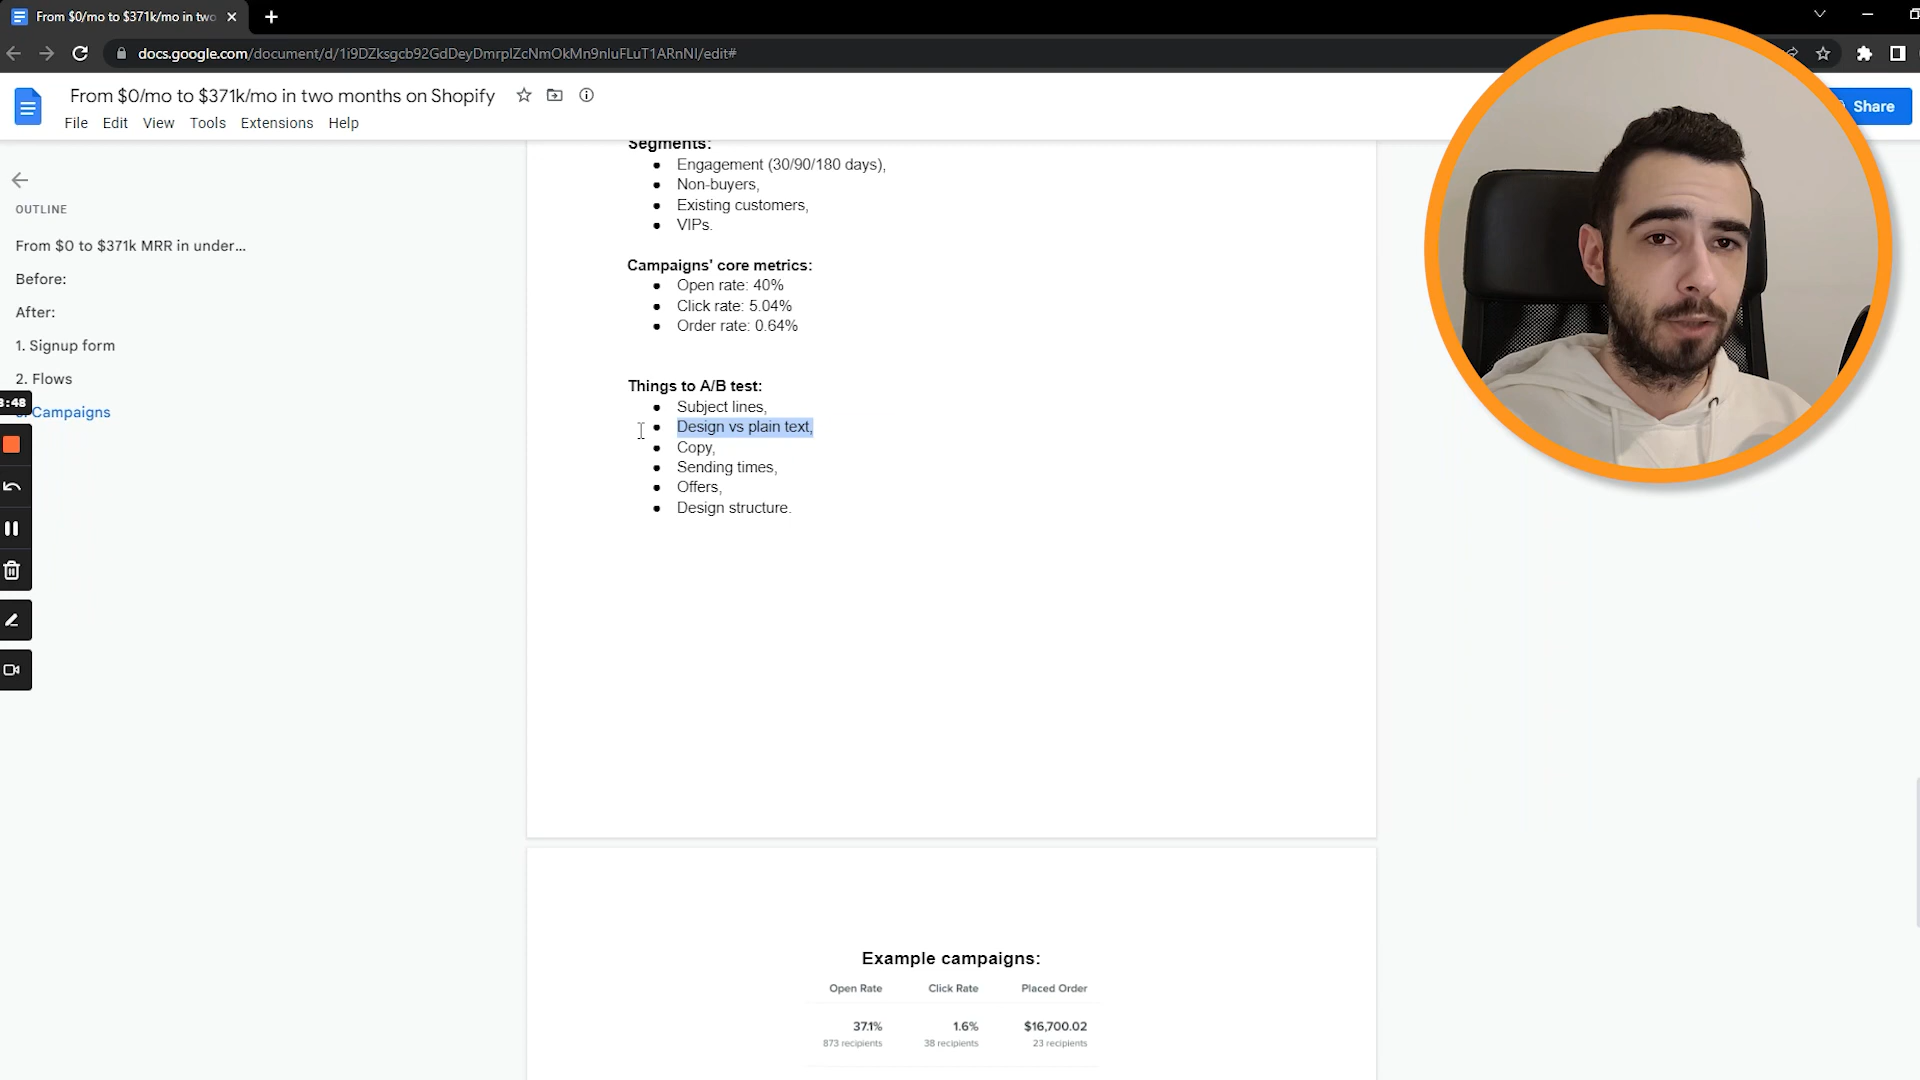 From $0/mo to $371k/mo in two
docs.google.com/document/d/1i9DZksgcb92GdDeyDmrpIZcNmOkMn9nluFLuT1ARnNI/edit#
From $0/mo to $371k/mo in two months on Shopify
File Edit View Tools Extensions Help
Share
OUTLINE
From $0 to $371k MRR in under...
Before:
After:
1. Signup form
2. Flows
Campaigns
3:48
Segments:
Engagement (30/90/180 days),
Non-buyers,
Existing customers,
VIPs.
Campaigns' core metrics:
Open rate: 40%
Click rate: 5.04%
Order rate: 0.64%
Things to A/B test:
Subject lines,
Design vs plain text,
Copy,
Sending times,
Offers,
Design structure.
Example campaigns:
Open Rate Click Rate Placed Order
37.1% 1.6% $16,700.02
873 recipients 38 recipients 23 recipients